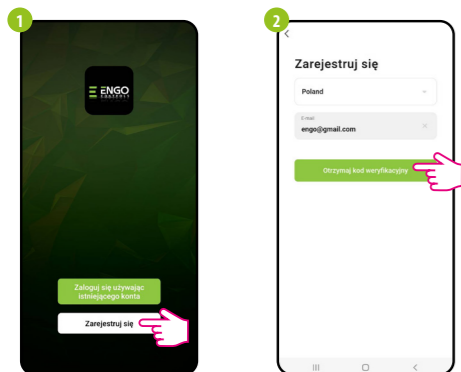 1
ENGO
CONTROLS
Zaloguj się używając
istniejącego konta
Zarejestruj się
2
Zarejestruj się
Poland
E-mail
engo@gmail.com
Otrzymaj kod weryfikacyjny